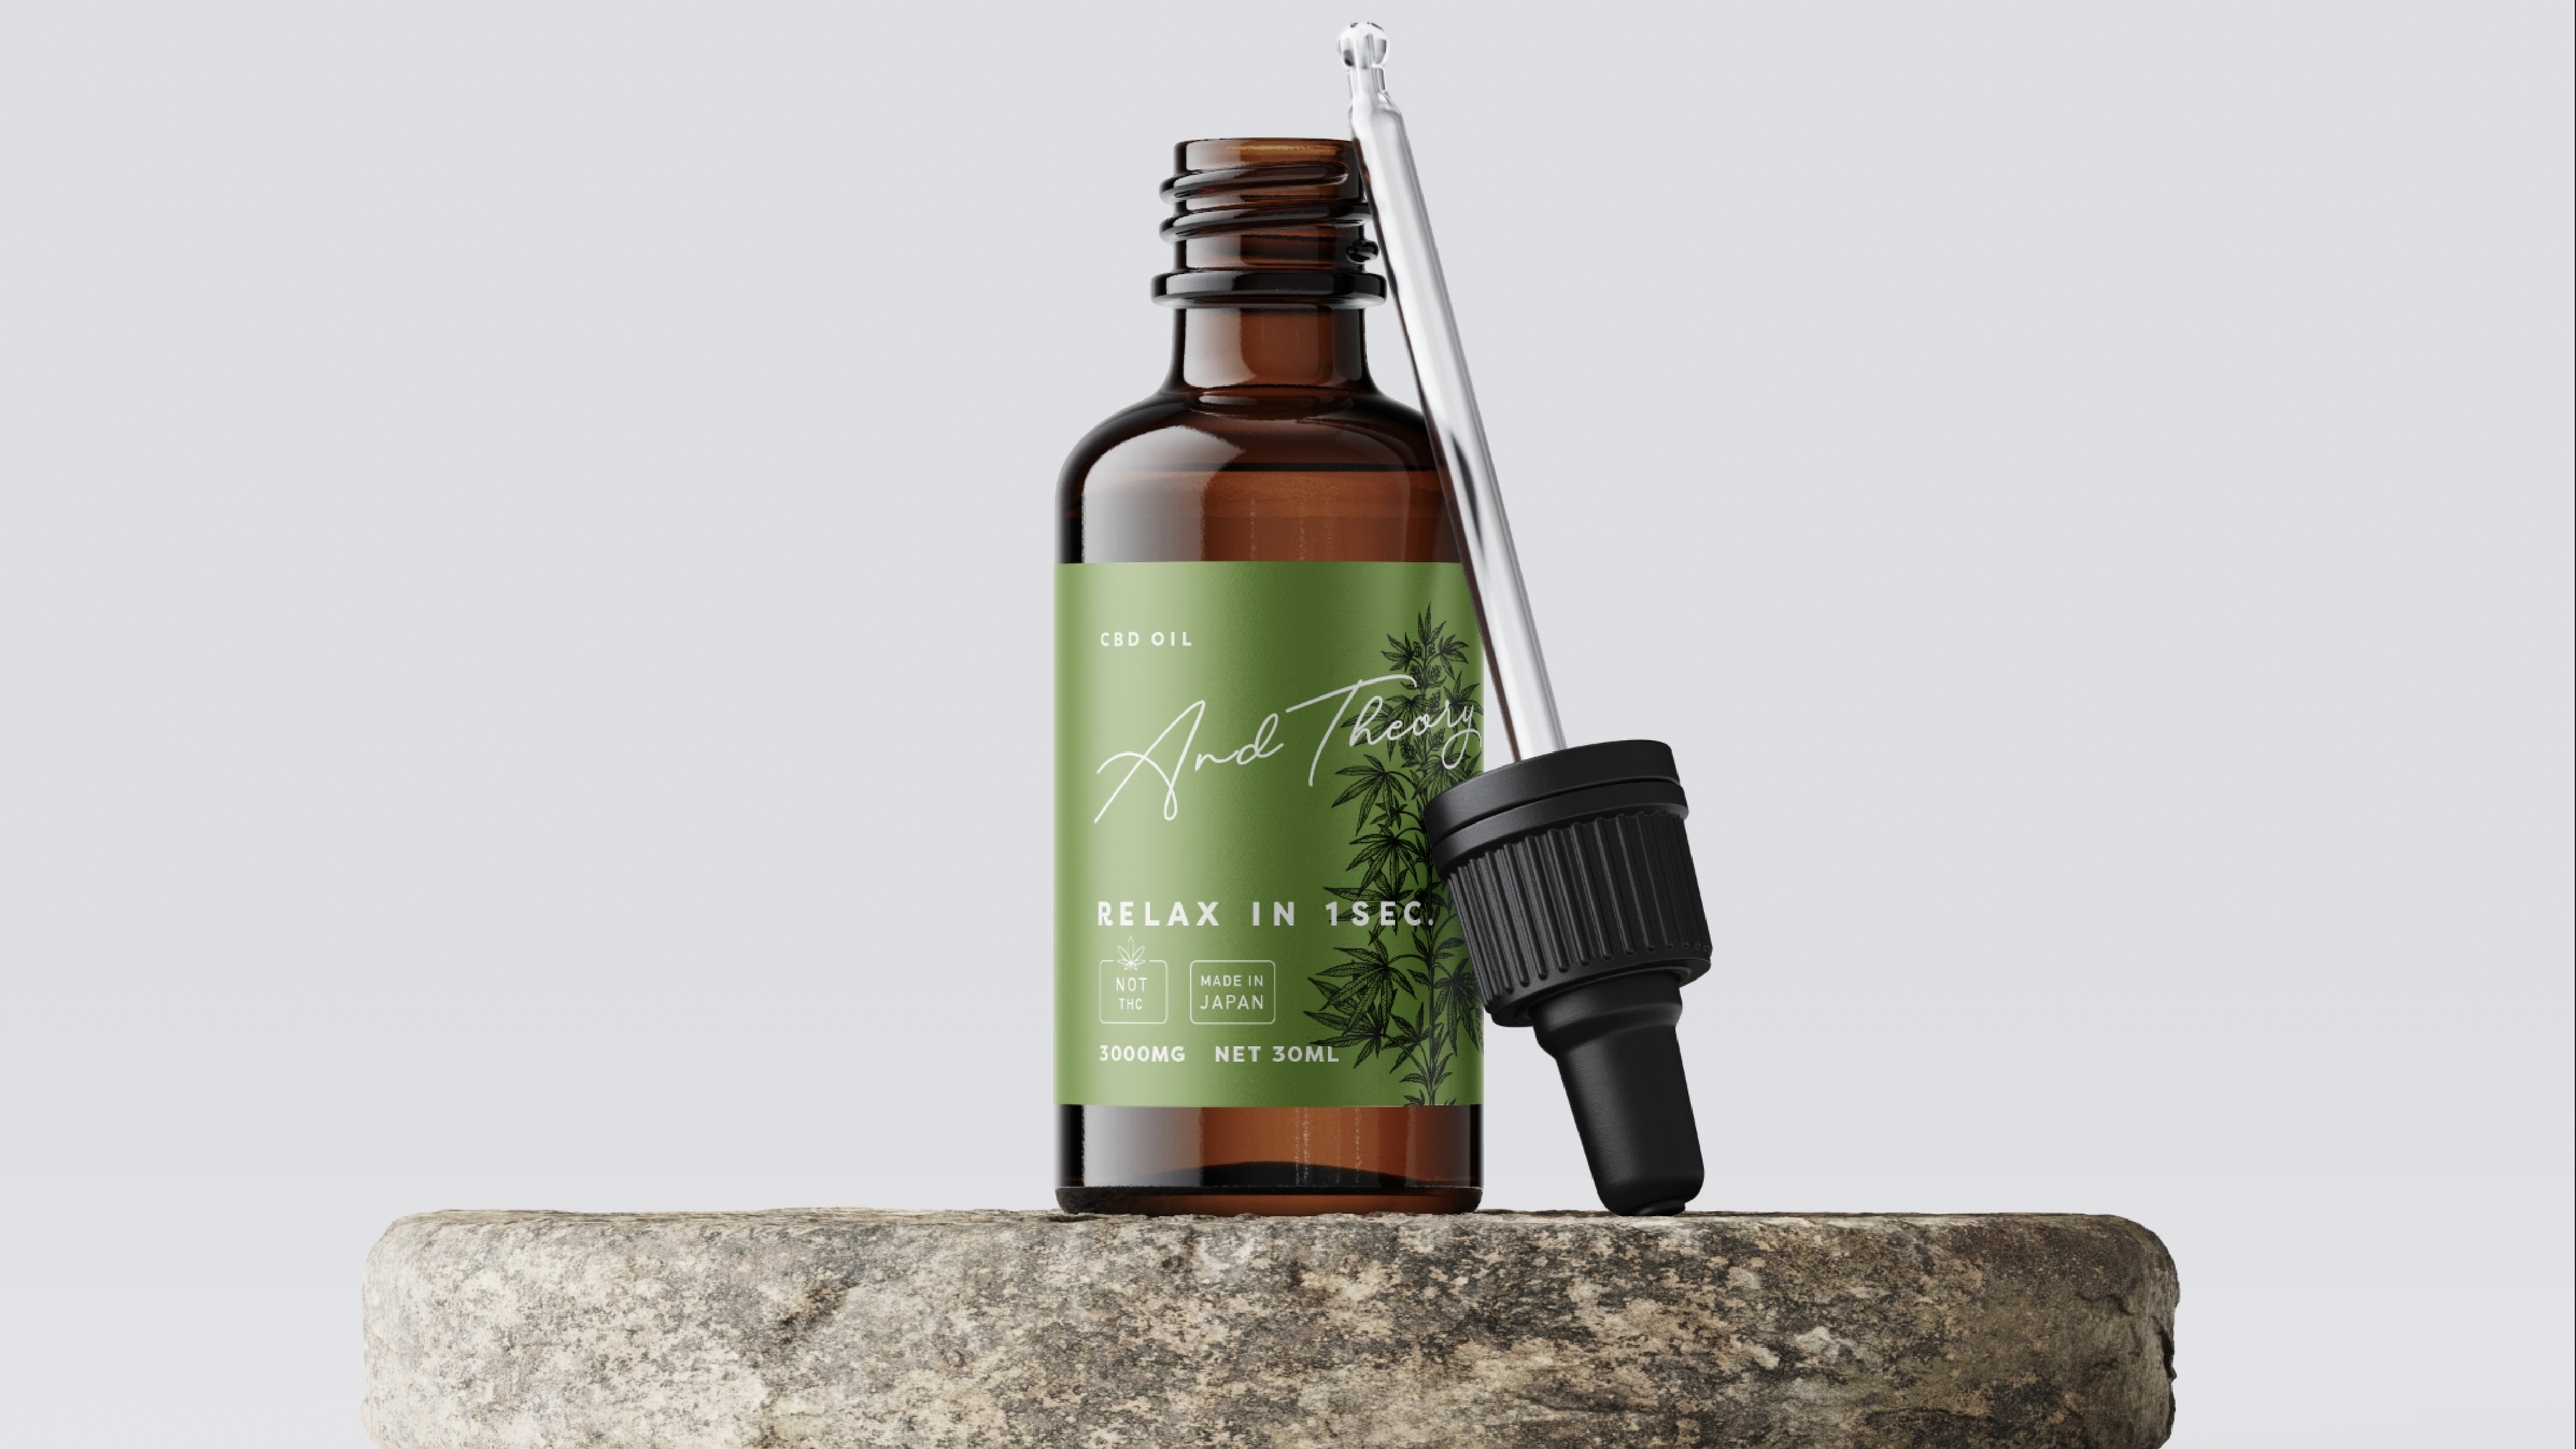 CBD OIL
And Theory
RELAX IN 1SEC.
NOT
THC
MADE IN
JAPAN
3000MG NET 30ML